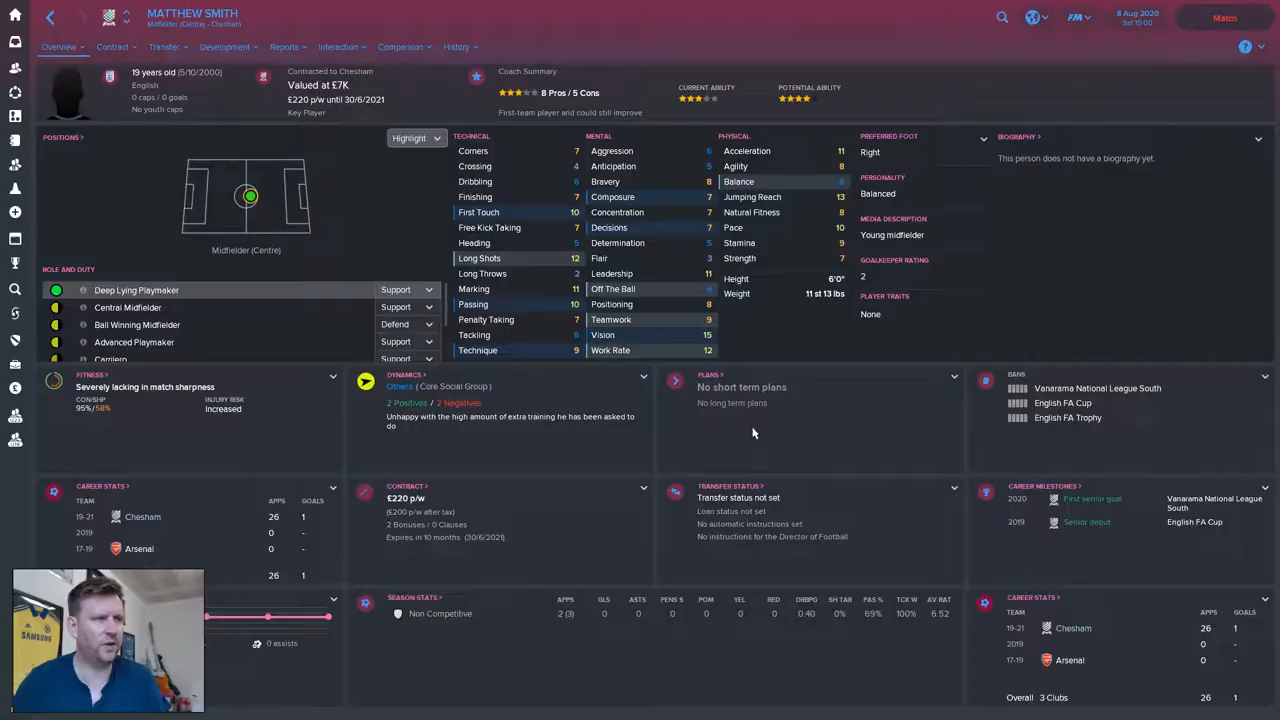 MATTHEW SMITH
Midfielder (Centre) - Chesham
FM
8 Aug 2020
Sat 15:00
Match
Overview
Contract
Transfer
Development
Reports
Interaction
Comparison
History
?
19 years old (5/10/2000)
English
0 caps / 0 goals
No youth caps
Contracted to Chesham
Valued at £7K
£220 p/w until 30/6/2021
Key Player
Coach Summary
8 Pros / 5 Cons
First-team player and could still improve
CURRENT ABILITY
POTENTIAL ABILITY
POSITIONS >
Highlight
Midfielder (Centre)
ROLE AND DUTY
Deep Lying Playmaker Support
Central Midfielder Support
Ball Winning Midfielder Defend
Advanced Playmaker Support
Carrilero Support
TECHNICAL
Corners 7
Crossing 4
Dribbling 6
Finishing 7
First Touch 10
Free Kick Taking 7
Heading 5
Long Shots 12
Long Throws 2
Marking 11
Passing 10
Penalty Taking 7
Tackling 6
Technique 9
MENTAL
Aggression 6
Anticipation 5
Bravery 8
Composure 7
Concentration 7
Decisions 7
Determination 5
Flair 3
Leadership 11
Off The Ball
Positioning 8
Teamwork 9
Vision 15
Work Rate 12
PHYSICAL
Acceleration 11
Agility 8
Balance
Jumping Reach 13
Natural Fitness 8
Pace 10
Stamina 9
Strength 7
Height 6'0"
Weight 11 st 13 lbs
PREFERRED FOOT
Right
PERSONALITY
Balanced
MEDIA DESCRIPTION
Young midfielder
GOALKEEPER RATING
2
PLAYER TRAITS
None
BIOGRAPHY >
This person does not have a biography yet.
FITNESS >
Severely lacking in match sharpness
CON/SHP
95% / 58%
INJURY RISK
Increased
DYNAMICS >
Others ( Core Social Group )
2 Positives / 2 Negatives
Unhappy with the high amount of extra training he has been asked to
do
PLANS >
No short term plans
No long term plans
BANS
Vanarama National League South
English FA Cup
English FA Trophy
CAREER STATS >
TEAM APPS GOALS
19-21 Chesham 26 1
2019 0 -
17-19 Arsenal 0 -
26 1
CONTRACT >
£220 p/w
(£200 p/w after tax)
2 Bonuses / 0 Clauses
Expires in 10 months (30/6/2021)
TRANSFER STATUS >
Transfer status not set
Loan status not set
No automatic instructions set
No instructions for the Director of Football
CAREER MILESTONES >
2020 First senior goal Vanarama National League
South
2019 Senior debut English FA Cup
SAMSUNG
0 assists
SEASON STATS >
APPS GLS ASTS PENS S POM YEL RED DRBPG SH TAR PAS % TCK W AV RAT
Non Competitive 2 (3) 0 0 0 0 0 0 0.40 0% 69% 100% 6.52
CAREER STATS >
TEAM APPS GOALS
19-21 Chesham 26 1
2019 0 -
17-19 Arsenal 0 -
Overall 3 Clubs 26 1